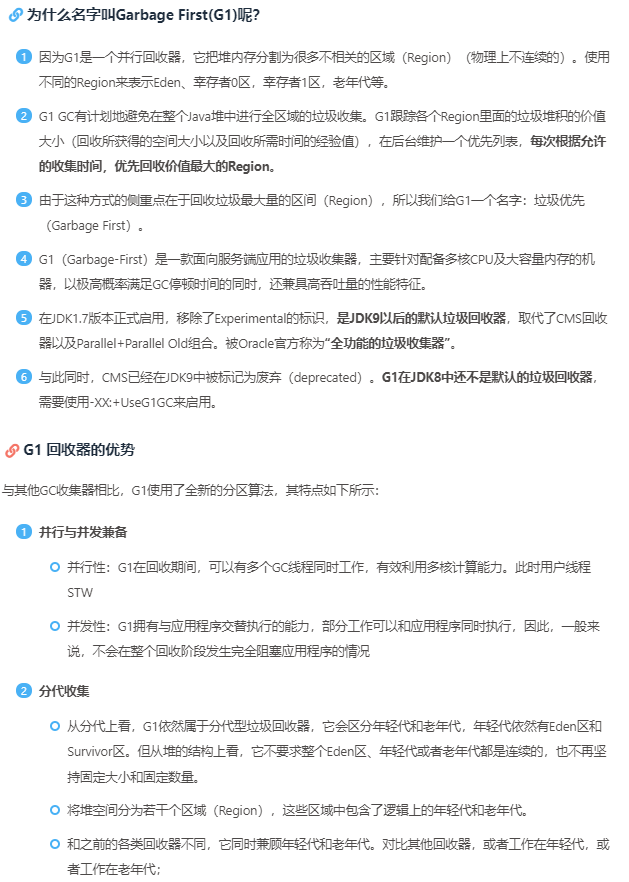 为什么名字叫Garbage First(G1)呢?
1 因为G1是一个并行回收器，它把堆内存分割为很多不相关的区域（Region）（物理上不连续的）。使用
不同的Region来表示Eden、幸存者0区，幸存者1区，老年代等。
2 G1 GC有计划地避免在整个Java堆中进行全区域的垃圾收集。G1跟踪各个Region里面的垃圾堆积的价值
大小（回收所获得的空间大小以及回收所需时间的经验值），在后台维护一个优先列表，每次根据允许
的收集时间，优先回收价值最大的Region。
3 由于这种方式的侧重点在于回收垃圾最大量的区间（Region），所以我们给G1一个名字：垃圾优先
（Garbage First）。
4 G1（Garbage-First）是一款面向服务端应用的垃圾收集器，主要针对配备多核CPU及大容量内存的机
器，以极高概率满足GC停顿时间的同时，还兼具高吞吐量的性能特征。
5 在JDK1.7版本正式启用，移除了Experimental的标识，是JDK9以后的默认垃圾回收器，取代了CMS回收
器以及Parallel+Parallel Old组合。被Oracle官方称为“全功能的垃圾收集器”。
6 与此同时，CMS已经在JDK9中被标记为废弃（deprecated）。G1在JDK8中还不是默认的垃圾回收器，
需要使用-XX:+UseG1GC来启用。
G1 回收器的优势
与其他GC收集器相比，G1使用了全新的分区算法，其特点如下所示：
1 并行与并发兼备
并行性：G1在回收期间，可以有多个GC线程同时工作，有效利用多核计算能力。此时用户线程
STW
并发性：G1拥有与应用程序交替执行的能力，部分工作可以和应用程序同时执行，因此，一般来
说，不会在整个回收阶段发生完全阻塞应用程序的情况
2 分代收集
从分代上看，G1依然属于分代型垃圾回收器，它会区分年轻代和老年代，年轻代依然有Eden区和
Survivor区。但从堆的结构上看，它不要求整个Eden区、年轻代或者老年代都是连续的，也不再坚
持固定大小和固定数量。
将堆空间分为若干个区域（Region），这些区域中包含了逻辑上的年轻代和老年代。
和之前的各类回收器不同，它同时兼顾年轻代和老年代。对比其他回收器，或者工作在年轻代，或
者工作在老年代；